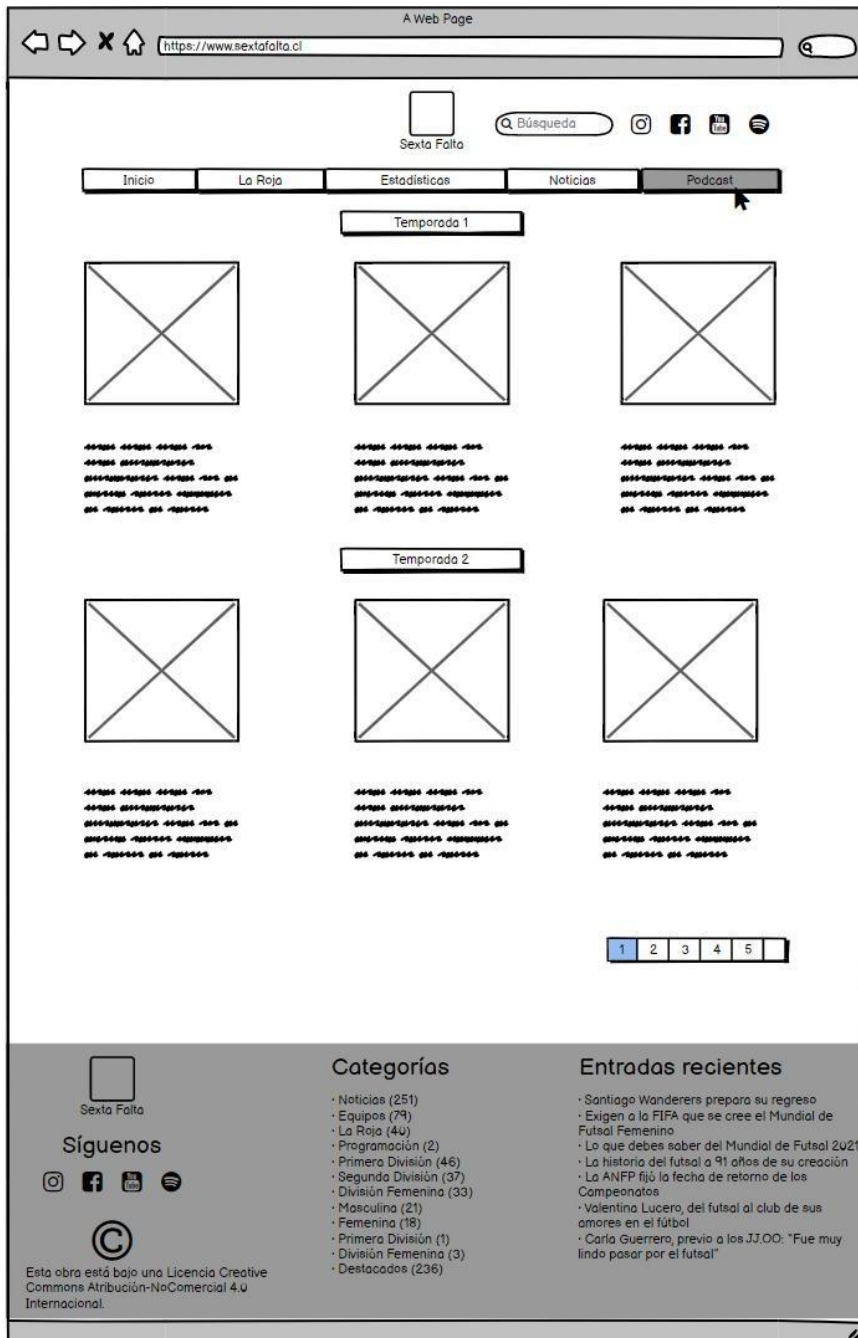 A Web Page
https://www.sextafalta.cl
Sexta Falta
Búsqueda
You Tube
Inicio
La Roja
Estadísticas
Noticias
Podcast
Temporada 1
Temporada 2
1 2 3 4 5
Sexta Falta
Síguenos
You Tube
©
Esta obra está bajo una Licencia Creative
Commons Atribución-NoComercial 4.0
Internacional.
Categorías
· Noticias (251)
· Equipos (79)
· La Roja (40)
· Programación (2)
· Primera División (46)
· Segunda División (37)
· División Femenina (33)
· Masculina (21)
· Femenina (18)
· Primera División (1)
· División Femenina (3)
· Destacados (236)
Entradas recientes
· Santiago Wanderers prepara su regreso
· Exigen a la FIFA que se cree el Mundial de
Futsal Femenino
· Lo que debes saber del Mundial de Futsal 2021
· La historia del futsal a 91 años de su creación
· La ANFP fijó la fecha de retorno de los
Campeonatos
· Valentina Lucero, del futsal al club de sus
amores en el fútbol
· Carla Guerrero, previo a los JJ.OO: "Fue muy
lindo pasar por el futsal"